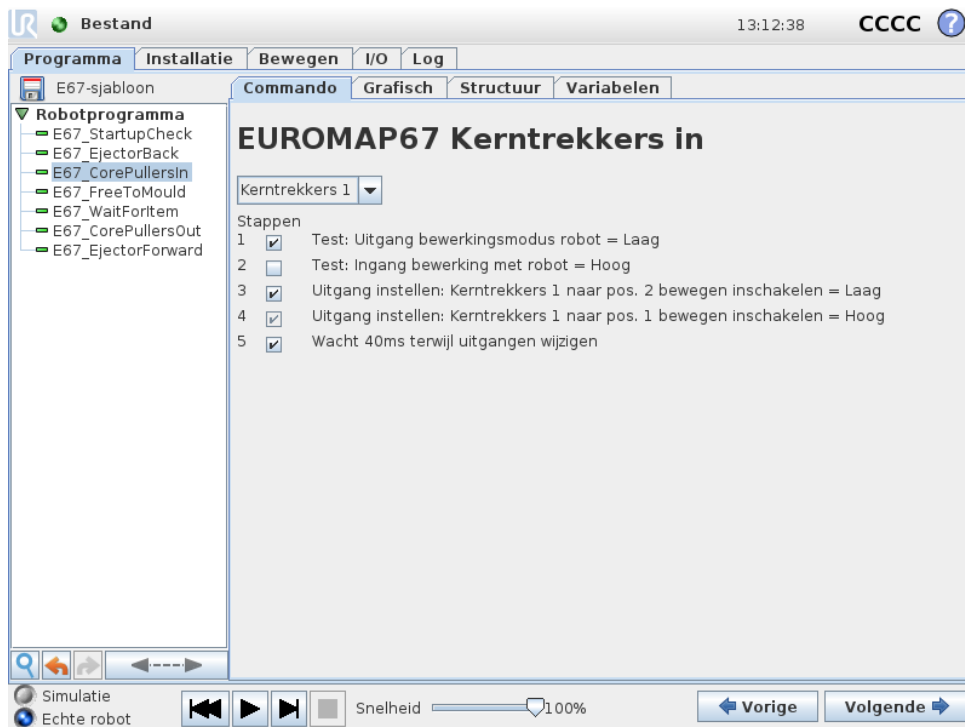 UR Bestand 13:12:38 CCCC ?
Programma Installatie Bewegen I/O Log
E67-sjabloon
Commando Grafisch Structuur Variabelen
Robotprogramma
E67_StartupCheck
E67_EjectorBack
E67_CorePullersIn
E67_FreeToMould
E67_WaitForItem
E67_CorePullersOut
E67_EjectorForward
EUROMAP67 Kerntrekkers in
Kerntrekkers 1
Stappen
1 Test: Uitgang bewerkingsmodus robot = Laag
2 Test: Ingang bewerking met robot = Hoog
3 Uitgang instellen: Kerntrekkers 1 naar pos. 2 bewegen inschakelen = Laag
4 Uitgang instellen: Kerntrekkers 1 naar pos. 1 bewegen inschakelen = Hoog
5 Wacht 40ms terwijl uitgangen wijzigen
Simulatie
Echte robot
Snelheid 100%
Vorige Volgende